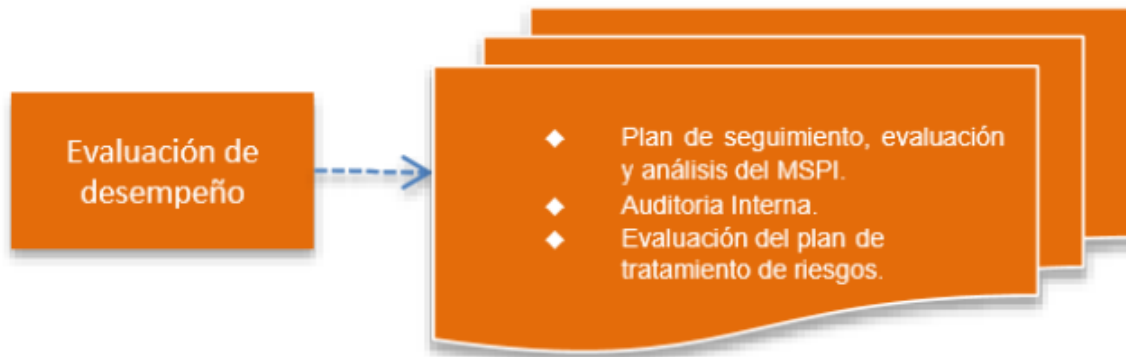 Evaluación de
desempeño
◆ Plan de seguimiento, evaluación
y análisis del MSPI.
◆ Auditoria Interna.
◆ Evaluación del plan de
tratamiento de riesgos.